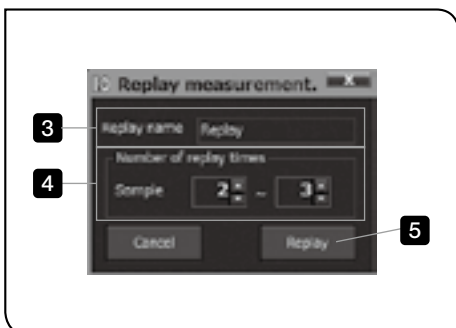 Replay measurement.
3 Replay name Replay
Number of replay times
4 Sample 2 ~ 3
Cancel Replay 5